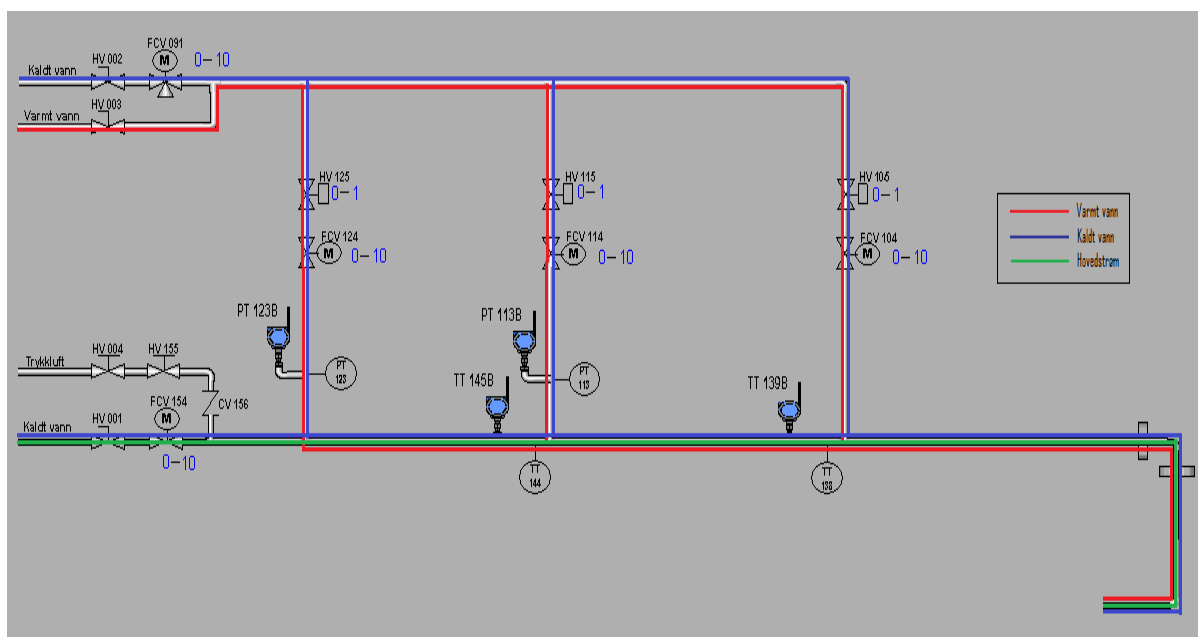 FCV 091
HV 002
M
0-10
Kaldt vann
HV 003
Varmt vann
HV 125
0-1
HV 115
0-1
HV 105
0-1
FCV 124
M
0-10
FCV 114
M
0-10
FCV 104
M
0-10
Varmt vann
Kaldt vann
Hovedstrøm
PT 123B
PT 113B
HV 004
HV 155
Trykkluft
PT
123
PT
113
TT 145B
TT 139B
CV 156
FCV 154
HV 001
M
Kaldt vann
0-10
TT
144
TT
138